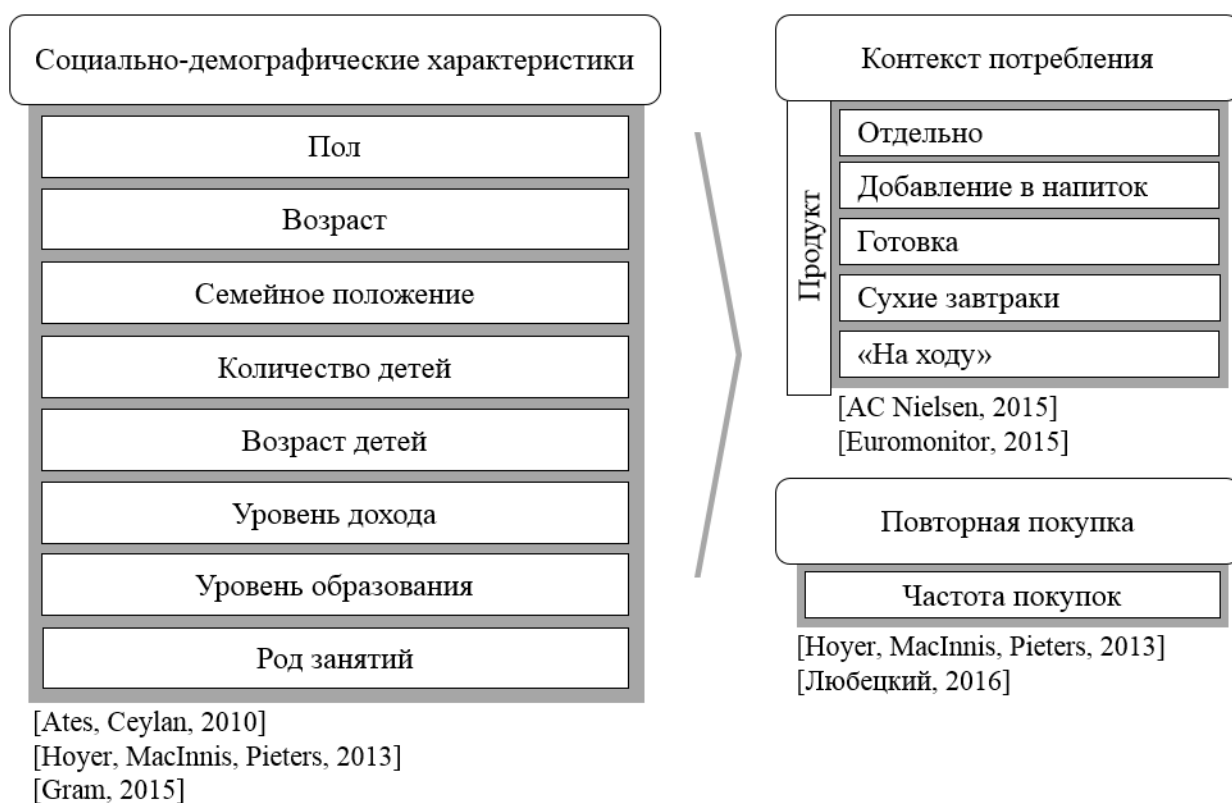 Социально-демографические характеристики
Пол
Возраст
Семейное положение
Количество детей
Возраст детей
Уровень дохода
Уровень образования
Род занятий
[Ates, Ceylan, 2010]
[Hoyer, MacInnis, Pieters, 2013]
[Gram, 2015]
Контекст потребления
Продукт
Отдельно
Добавление в напиток
Готовка
Сухие завтраки
«На ходу»
[AC Nielsen, 2015]
[Euromonitor, 2015]
Повторная покупка
Частота покупок
[Hoyer, MacInnis, Pieters, 2013]
[Любецкий, 2016]